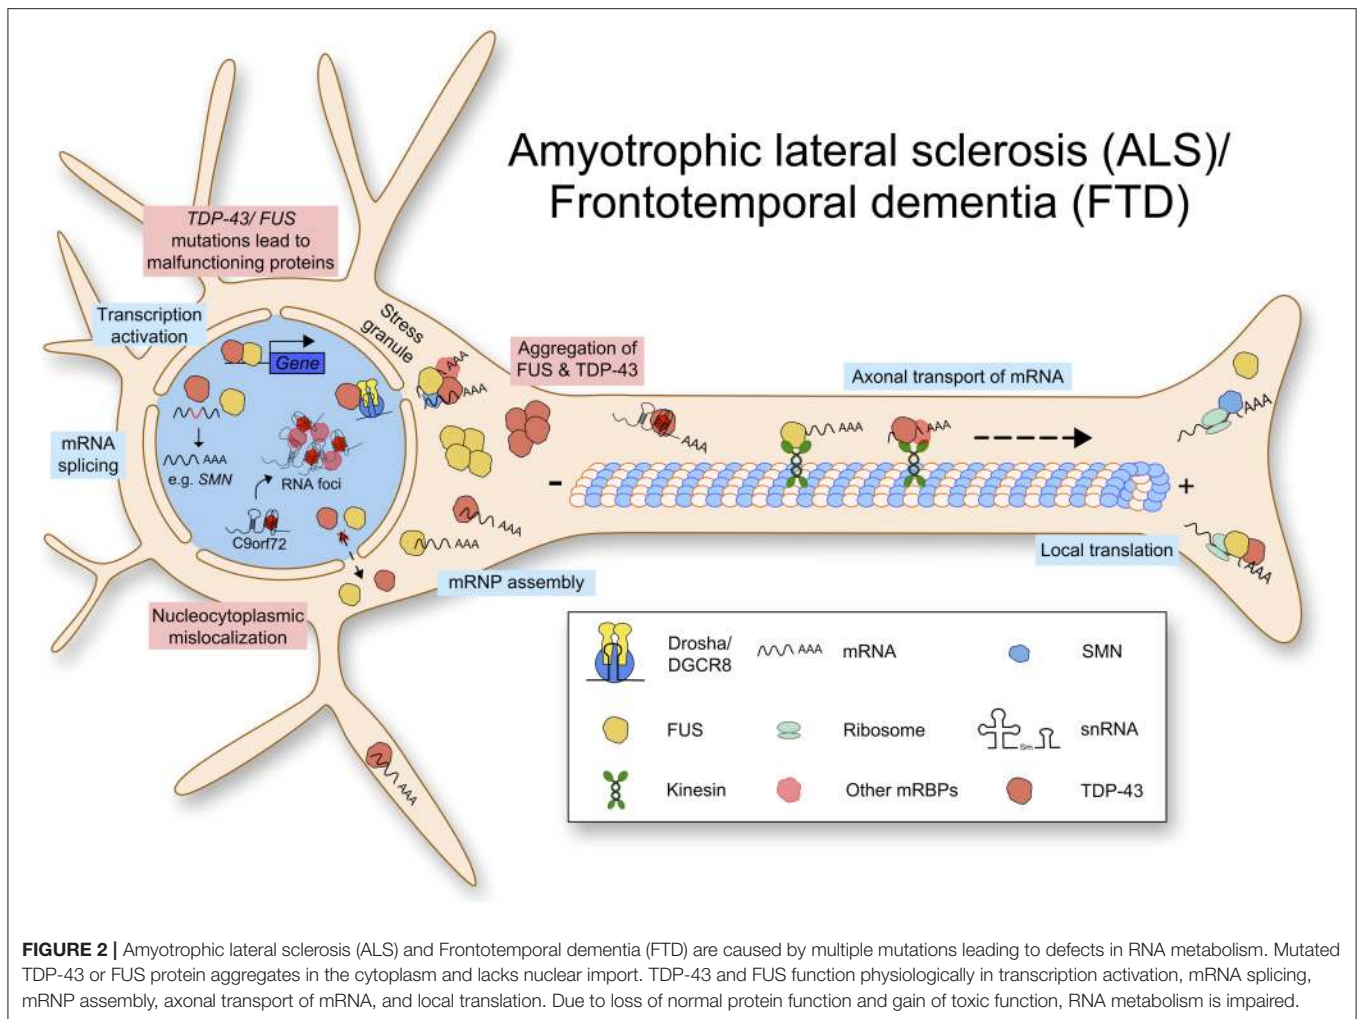 Amyotrophic lateral sclerosis (ALS)/
Frontotemporal dementia (FTD)
TDP-43/ FUS
mutations lead to
malfunctioning proteins
Transcription
activation
Stress
granule
Gene
AAA
AAA
Aggregation of
FUS & TDP-43
Axonal transport of mRNA
AAA
mRNA
splicing
AAA
e.g. SMN
RNA foci
C9orf72
AAA
AAA
AAA
-
+
AAA
AAA
Local translation
AAA
mRNP assembly
Nucleocytoplasmic
mislocalization
AAA
Drosha/
DGCR8
AAA
mRNA
SMN
FUS
Ribosome
Sm
snRNA
Kinesin
Other mRBPs
TDP-43
FIGURE 2 | Amyotrophic lateral sclerosis (ALS) and Frontotemporal dementia (FTD) are caused by multiple mutations leading to defects in RNA metabolism. Mutated
TDP-43 or FUS protein aggregates in the cytoplasm and lacks nuclear import. TDP-43 and FUS function physiologically in transcription activation, mRNA splicing,
mRNP assembly, axonal transport of mRNA, and local translation. Due to loss of normal protein function and gain of toxic function, RNA metabolism is impaired.